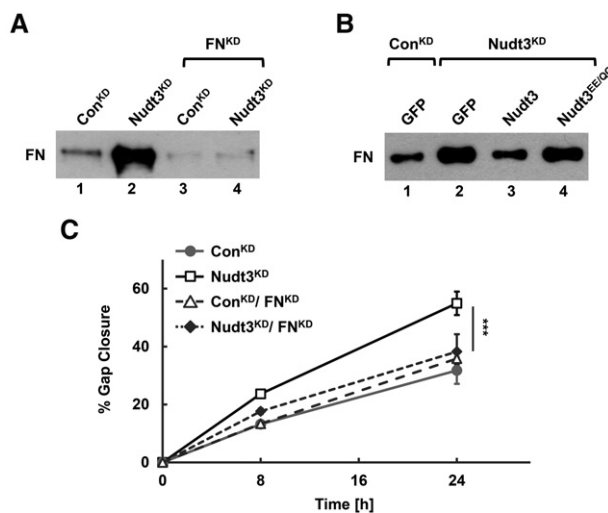 A
FN^KD
Con^KD Nudt3^KD Con^KD Nudt3^KD
FN
1 2 3 4
B
Con^KD Nudt3^KD
GFP GFP Nudt3 Nudt3^EE/QQ
FN
1 2 3 4
C
Con^KD
Nudt3^KD
Con^KD/ FN^KD
Nudt3^KD/ FN^KD
% Gap Closure
60
40
20
0
***
0 8 16 24
Time [h]